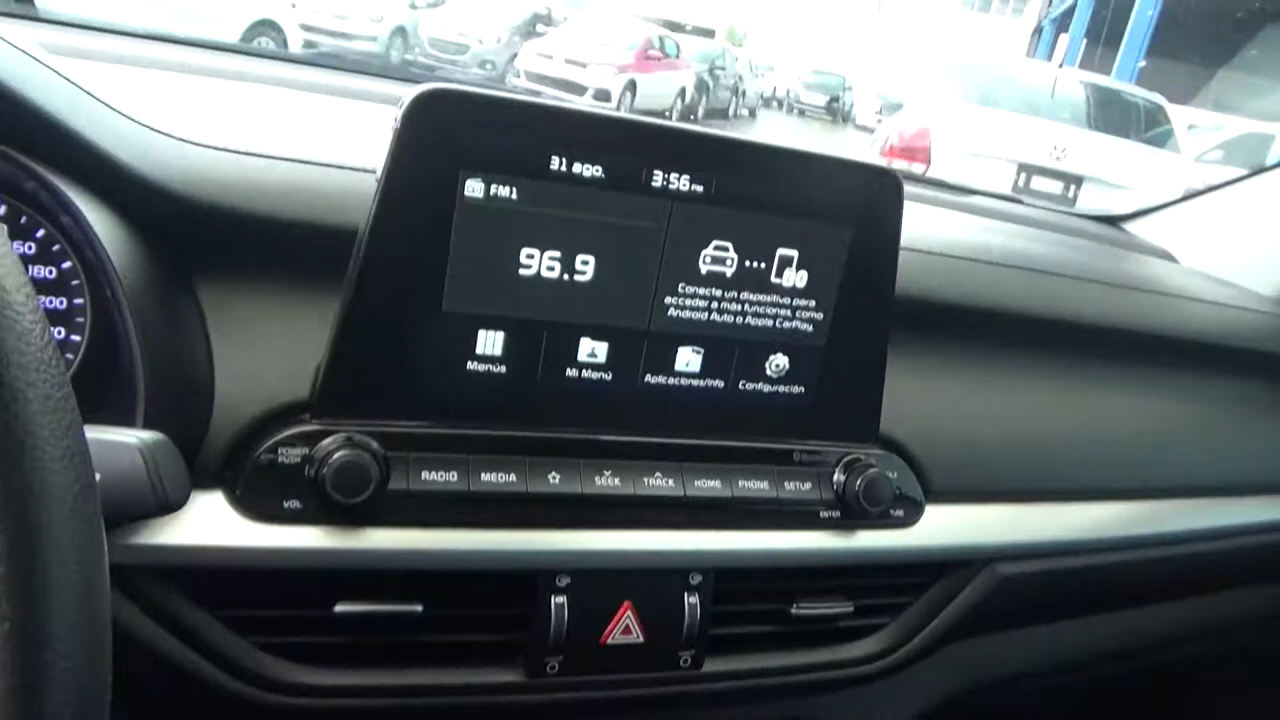 31 ago.
3:56 PM
FM1
96.9
Conecte un dispositivo para
acceder a más funciones, como
Android Auto o Apple CarPlay.
Menús
Mi Menú
Aplicaciones/Info
Configuración
POWER
PUSH
VOL
RADIO
MEDIA
SEEK
TRACK
HOME
PHONE
SETUP
ENTER
TUNE
180
200